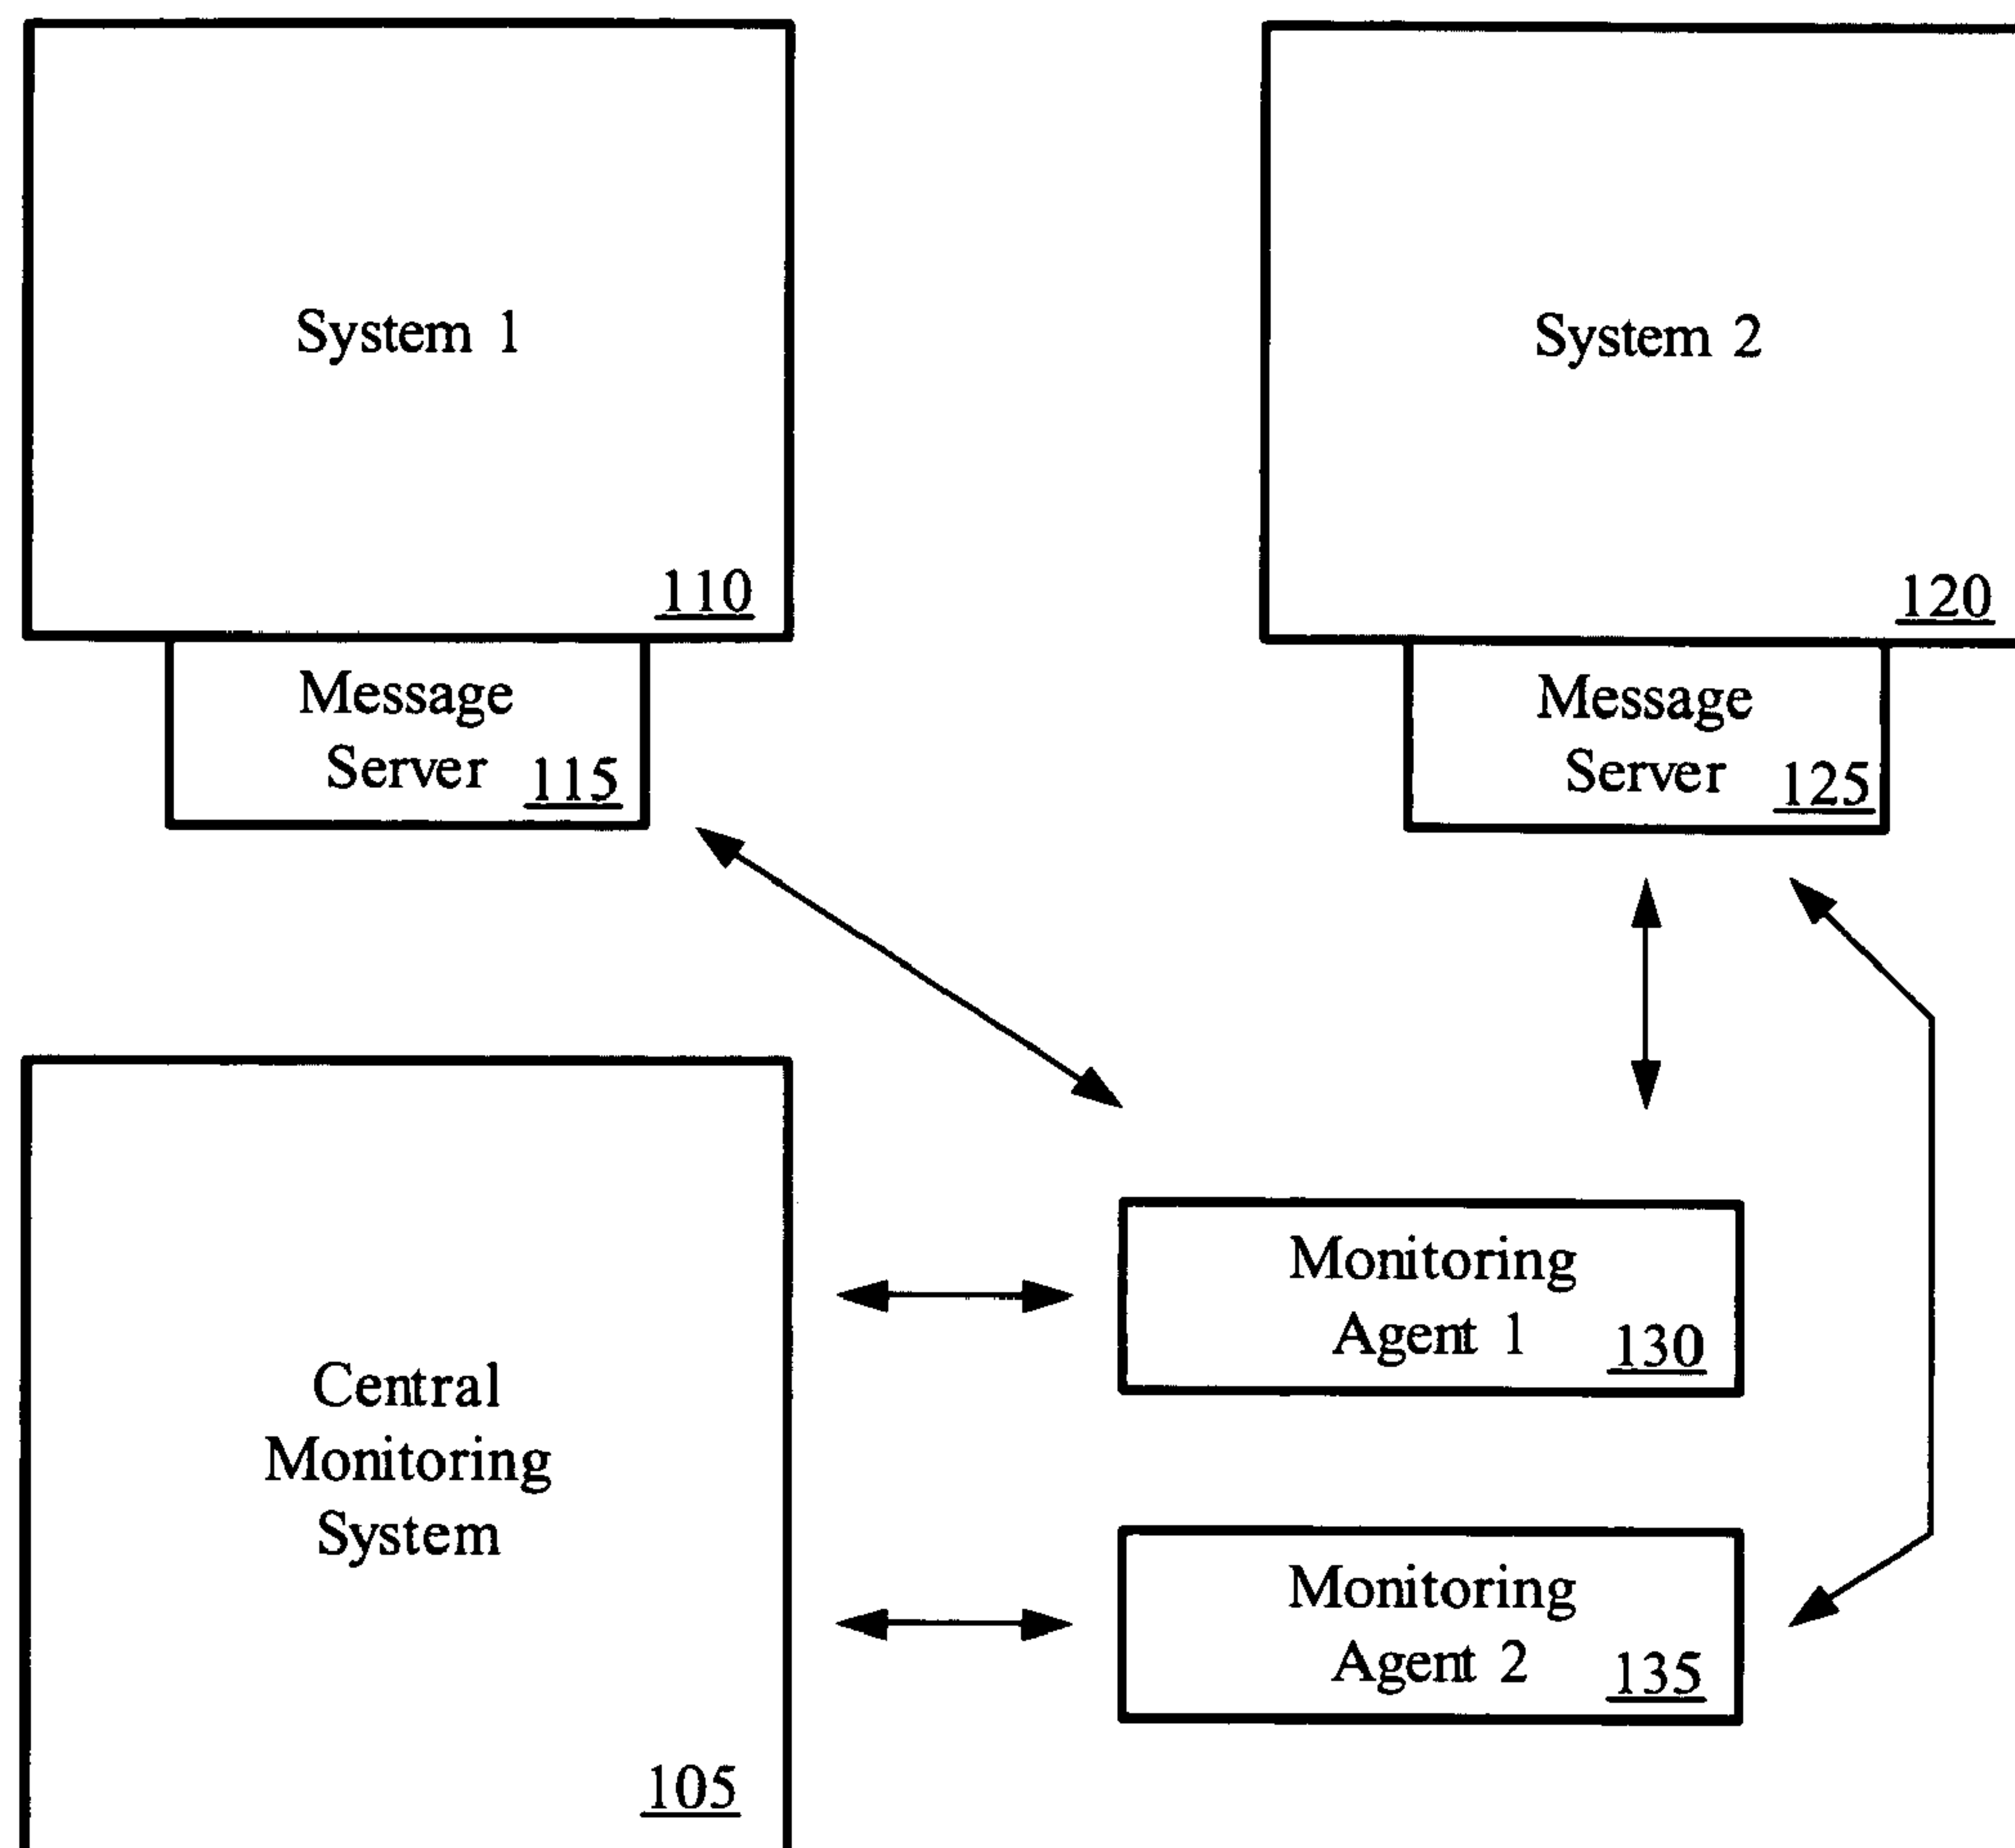 System 1
110
Message
Server 115
System 2
120
Message
Server 125
Central
Monitoring
System
105
Monitoring
Agent 1 130
Monitoring
Agent 2 135